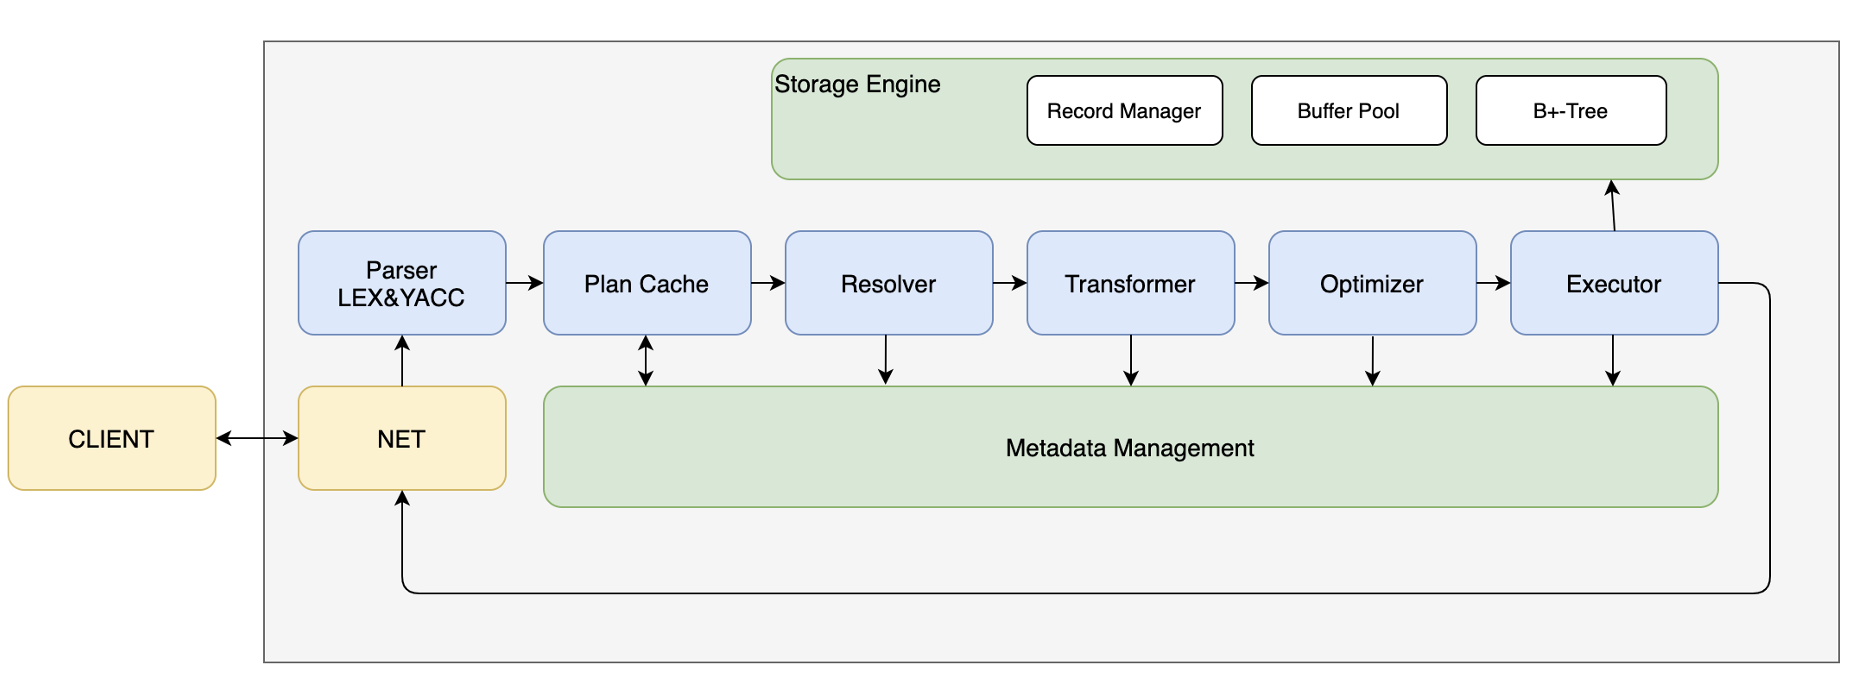 Storage Engine
Record Manager
Buffer Pool
B+-Tree
Parser
LEX&YACC
Plan Cache
Resolver
Transformer
Optimizer
Executor
CLIENT
NET
Metadata Management